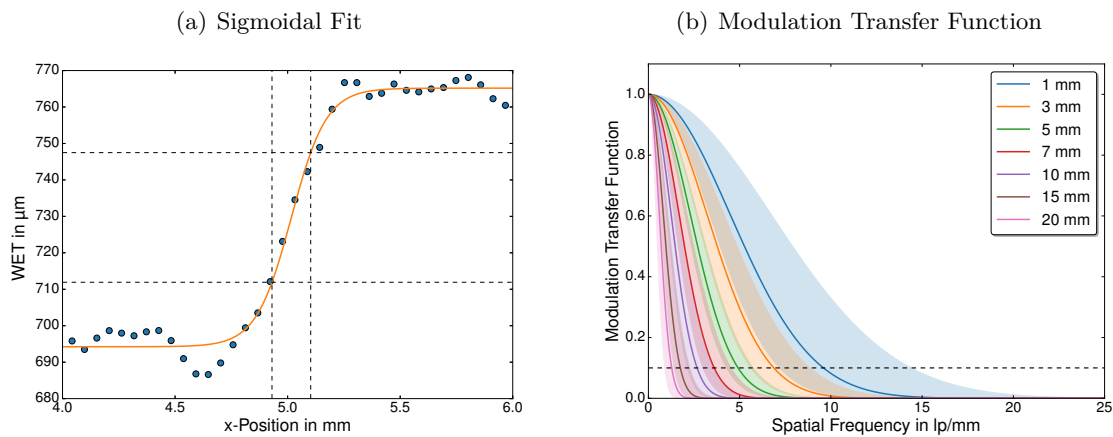 (a) Sigmoidal Fit
770
760
750
740
730
720
710
700
690
680
4.0
4.5
5.0
5.5
6.0
WET in µm
x-Position in mm
(b) Modulation Transfer Function
1.0
0.8
0.6
0.4
0.2
0.0
0
5
10
15
20
25
Modulation Transfer Function
Spatial Frequency in lp/mm
1 mm
3 mm
5 mm
7 mm
10 mm
15 mm
20 mm